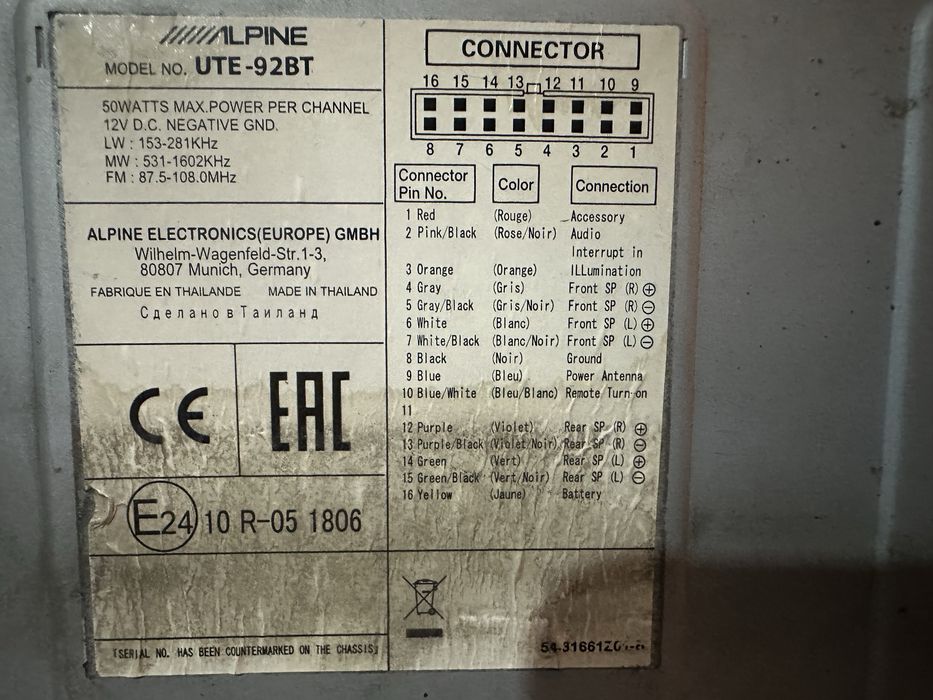 ALPINE
MODEL NO. UTE-92BT
50WATTS MAX.POWER PER CHANNEL
12V D.C. NEGATIVE GND.
LW : 153-281KHz
MW : 531-1602KHz
FM : 87.5-108.0MHz
ALPINE ELECTRONICS(EUROPE) GMBH
Wilhelm-Wagenfeld-Str.1-3,
80807 Munich, Germany
FABRIQUE EN THAILANDE MADE IN THAILAND
Сделано в Таиланд
CE
EAC
E24 10 R-05 1806
「SERIAL NO. HAS BEEN COUNTERMARKED ON THE CHASSIS」
CONNECTOR
16 15 14 13 12 11 10 9
8 7 6 5 4 3 2 1
Connector Pin No. Color Connection
1 Red (Rouge) Accessory
2 Pink/Black (Rose/Noir) Audio
Interrupt in
3 Orange (Orange) ILLumination
4 Gray (Gris) Front SP (R) ⊕
5 Gray/Black (Gris/Noir) Front SP (R) ⊖
6 White (Blanc) Front SP (L) ⊕
7 White/Black (Blanc/Noir) Front SP (L) ⊖
8 Black (Noir) Ground
9 Blue (Bleu) Power Antenna
10 Blue/White (Bleu/Blanc) Remote Turn-on
11
12 Purple (Violet) Rear SP (R) ⊕
13 Purple/Black (Violet/Noir) Rear SP (R) ⊖
14 Green (Vert) Rear SP (L) ⊕
15 Green/Black (Vert/Noir) Rear SP (L) ⊖
16 Yellow (Jaune) Battery